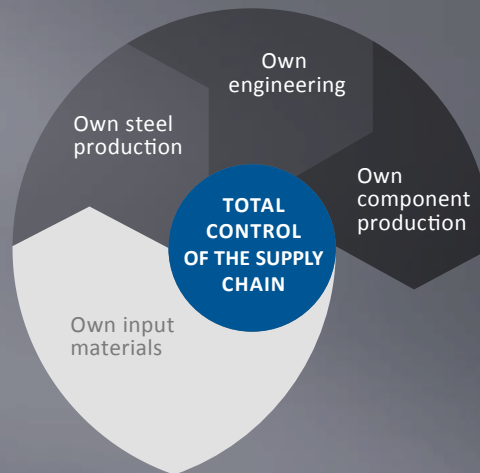 Own
engineering
Own steel
production
Own
component
production
TOTAL
CONTROL
OF THE SUPPLY
CHAIN
Own input
materials